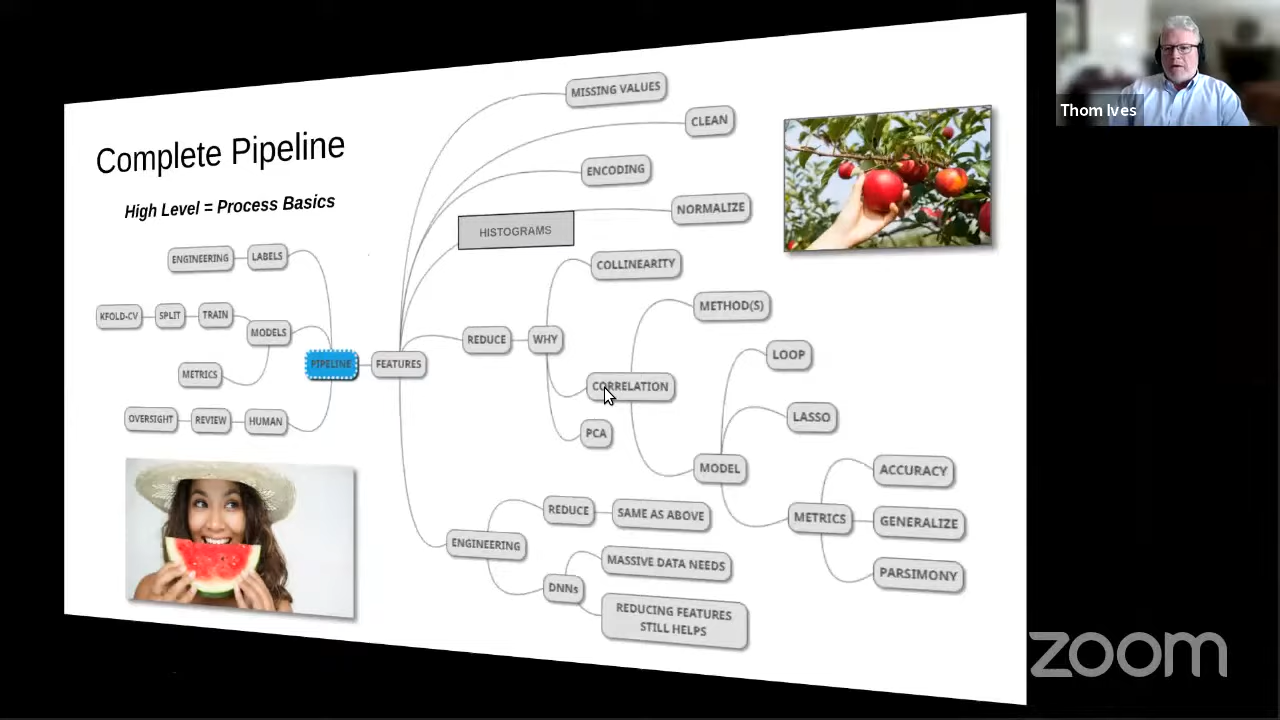 Complete Pipeline
High Level = Process Basics
ENGINEERING
LABELS
KFOLD-CV
SPLIT
TRAIN
MODELS
METRICS
OVERSIGHT
REVIEW
HUMAN
PIPELINE
FEATURES
MISSING VALUES
CLEAN
ENCODING
NORMALIZE
HISTOGRAMS
REDUCE
WHY
COLLINEARITY
CORRELATION
PCA
METHOD(S)
MODEL
LOOP
LASSO
METRICS
ACCURACY
GENERALIZE
PARSIMONY
ENGINEERING
REDUCE
SAME AS ABOVE
DNNs
MASSIVE DATA NEEDS
REDUCING FEATURES
STILL HELPS
Thom Ives
zoom